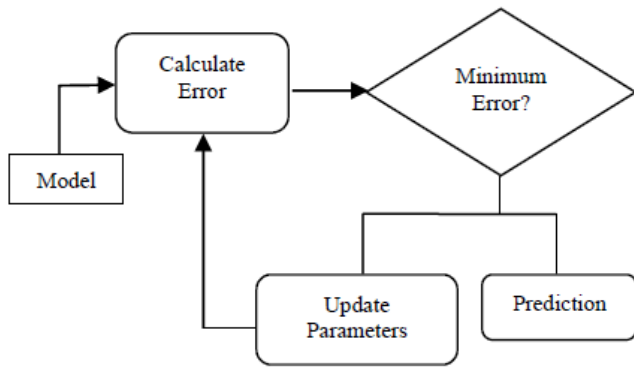 Calculate
Error
Minimum
Error?
Model
Update
Parameters
Prediction